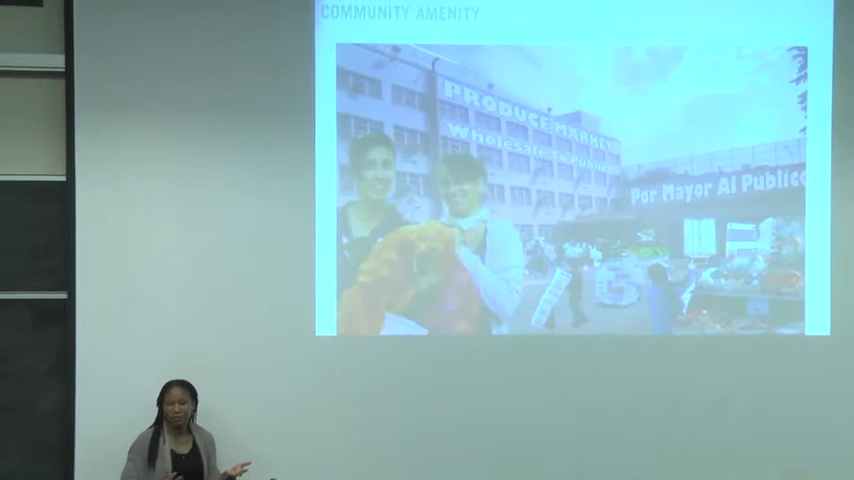 COMMUNITY AMENITY
PRODUCE MARKET
Wholesale To Public
Por Mayor Al Publico